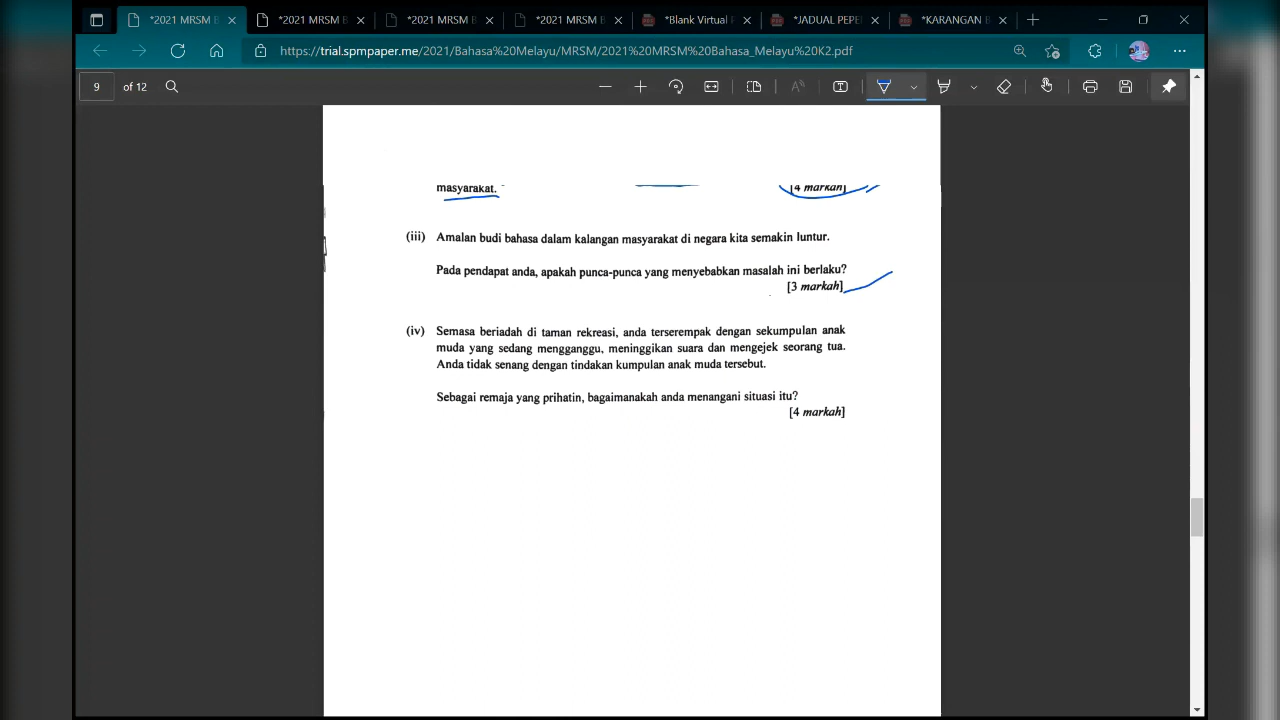 *2021 MRSM B
*2021 MRSM B
*2021 MRSM B
*2021 MRSM B
*Blank Virtual
*JADUAL PEPE
*KARANGAN
https://trial.spmpaper.me/2021/Bahasa%20Melayu/MRSM/2021%20MRSM%20Bahasa_Melayu%20K2.pdf
9 of 12
masyarakat. [4 markah]
(iii) Amalan budi bahasa dalam kalangan masyarakat di negara kita semakin luntur.
Pada pendapat anda, apakah punca-punca yang menyebabkan masalah ini berlaku?
[3 markah]
(iv) Semasa beriadah di taman rekreasi, anda terserempak dengan sekumpulan anak
muda yang sedang mengganggu, meninggikan suara dan mengejek seorang tua.
Anda tidak senang dengan tindakan kumpulan anak muda tersebut.
Sebagai remaja yang prihatin, bagaimanakah anda menangani situasi itu?
[4 markah]